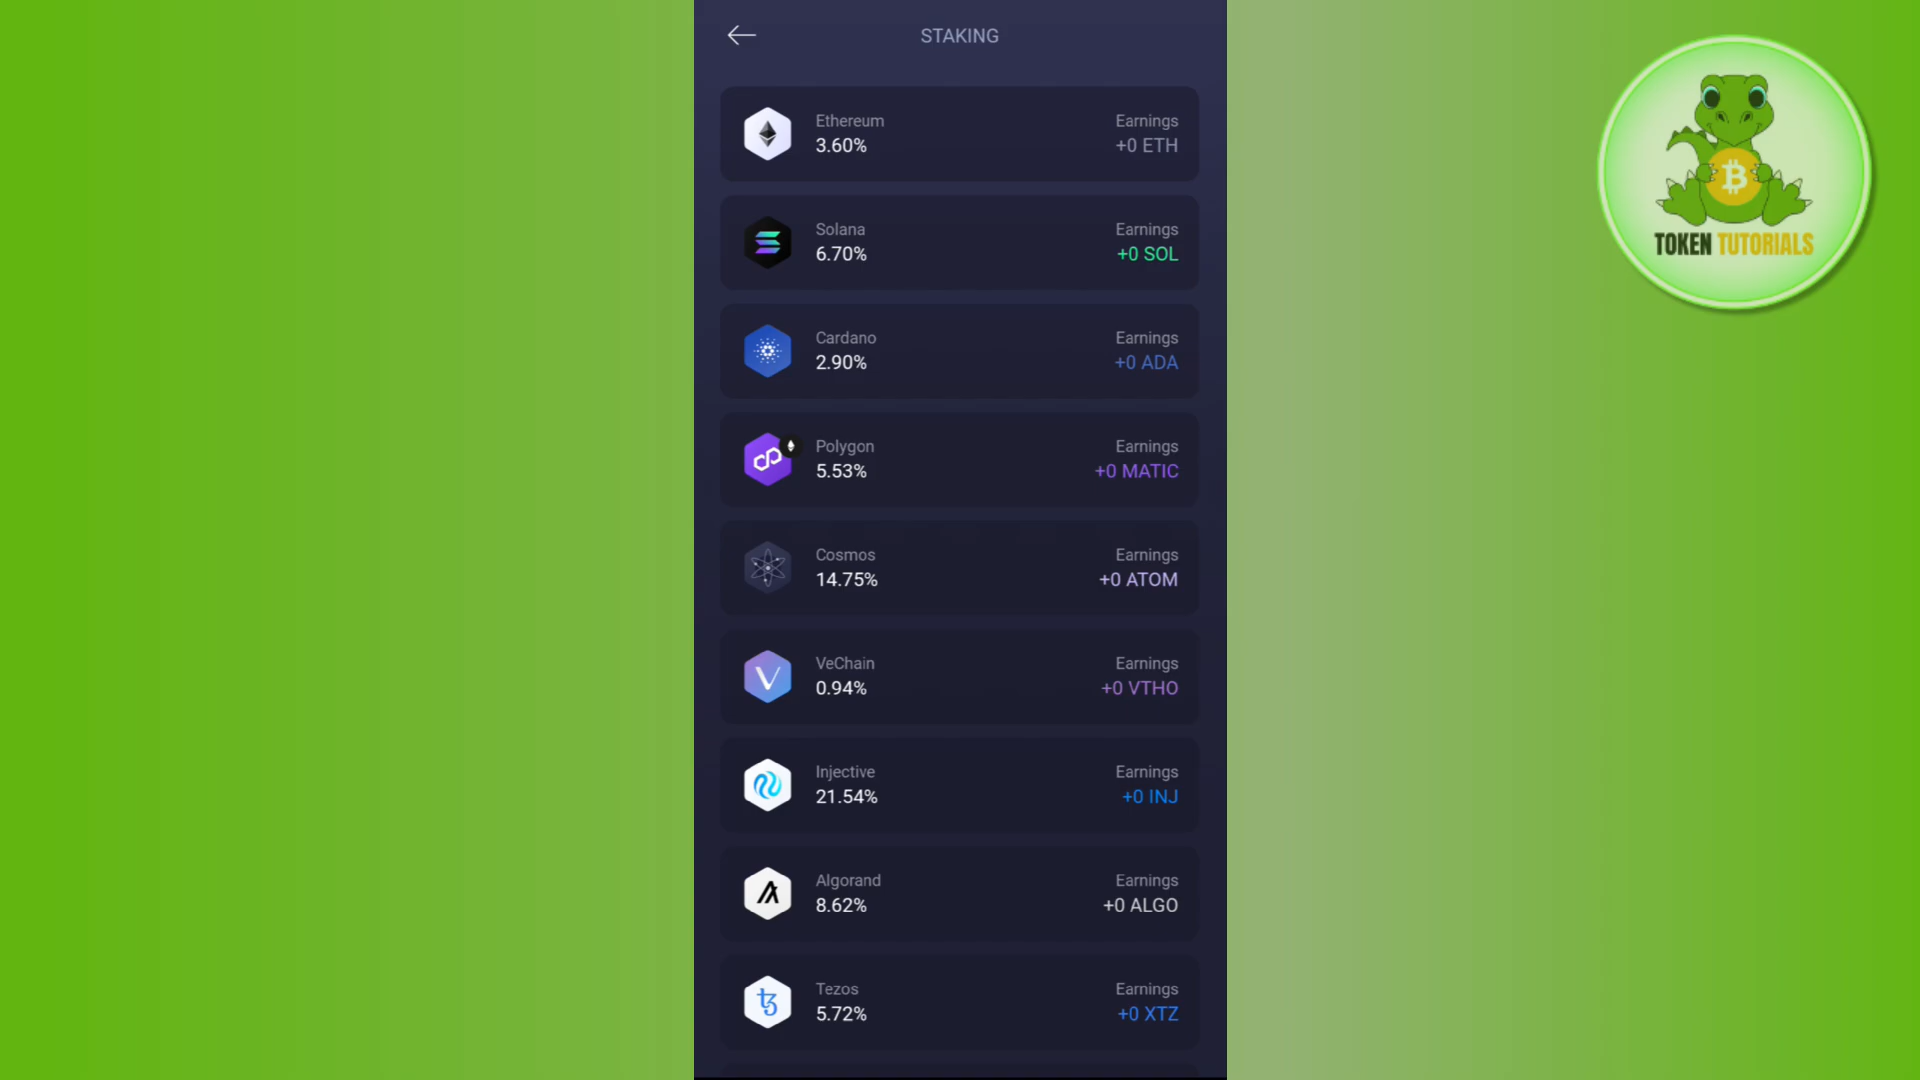 STAKING
Ethereum
3.60%
Earnings
+0 ETH
Solana
6.70%
Earnings
+0 SOL
Cardano
2.90%
Earnings
+0 ADA
Polygon
5.53%
Earnings
+0 MATIC
Cosmos
14.75%
Earnings
+0 ATOM
VeChain
0.94%
Earnings
+0 VTHO
Injective
21.54%
Earnings
+0 INJ
Algorand
8.62%
Earnings
+0 ALGO
Tezos
5.72%
Earnings
+0 XTZ
TOKEN TUTORIALS